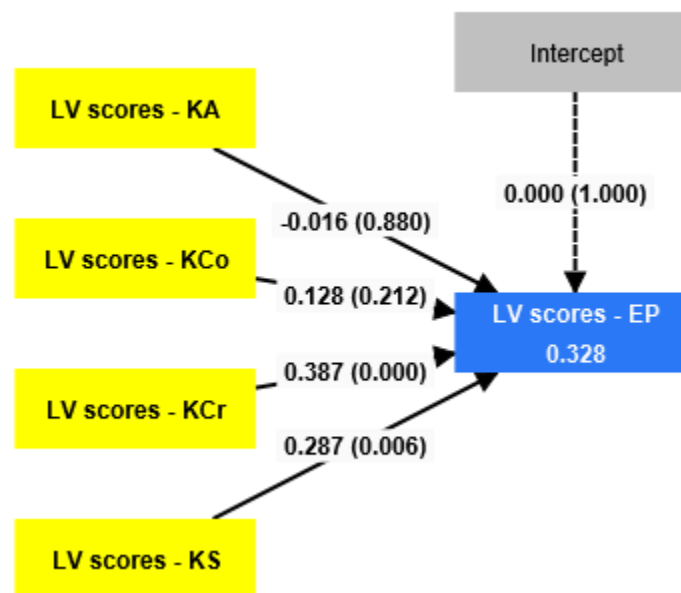 Intercept
LV scores - KA
0.000 (1.000)
-0.016 (0.880)
LV scores - KCo
0.128 (0.212)
LV scores - EP
0.328
0.387 (0.000)
LV scores - KCr
0.287 (0.006)
LV scores - KS